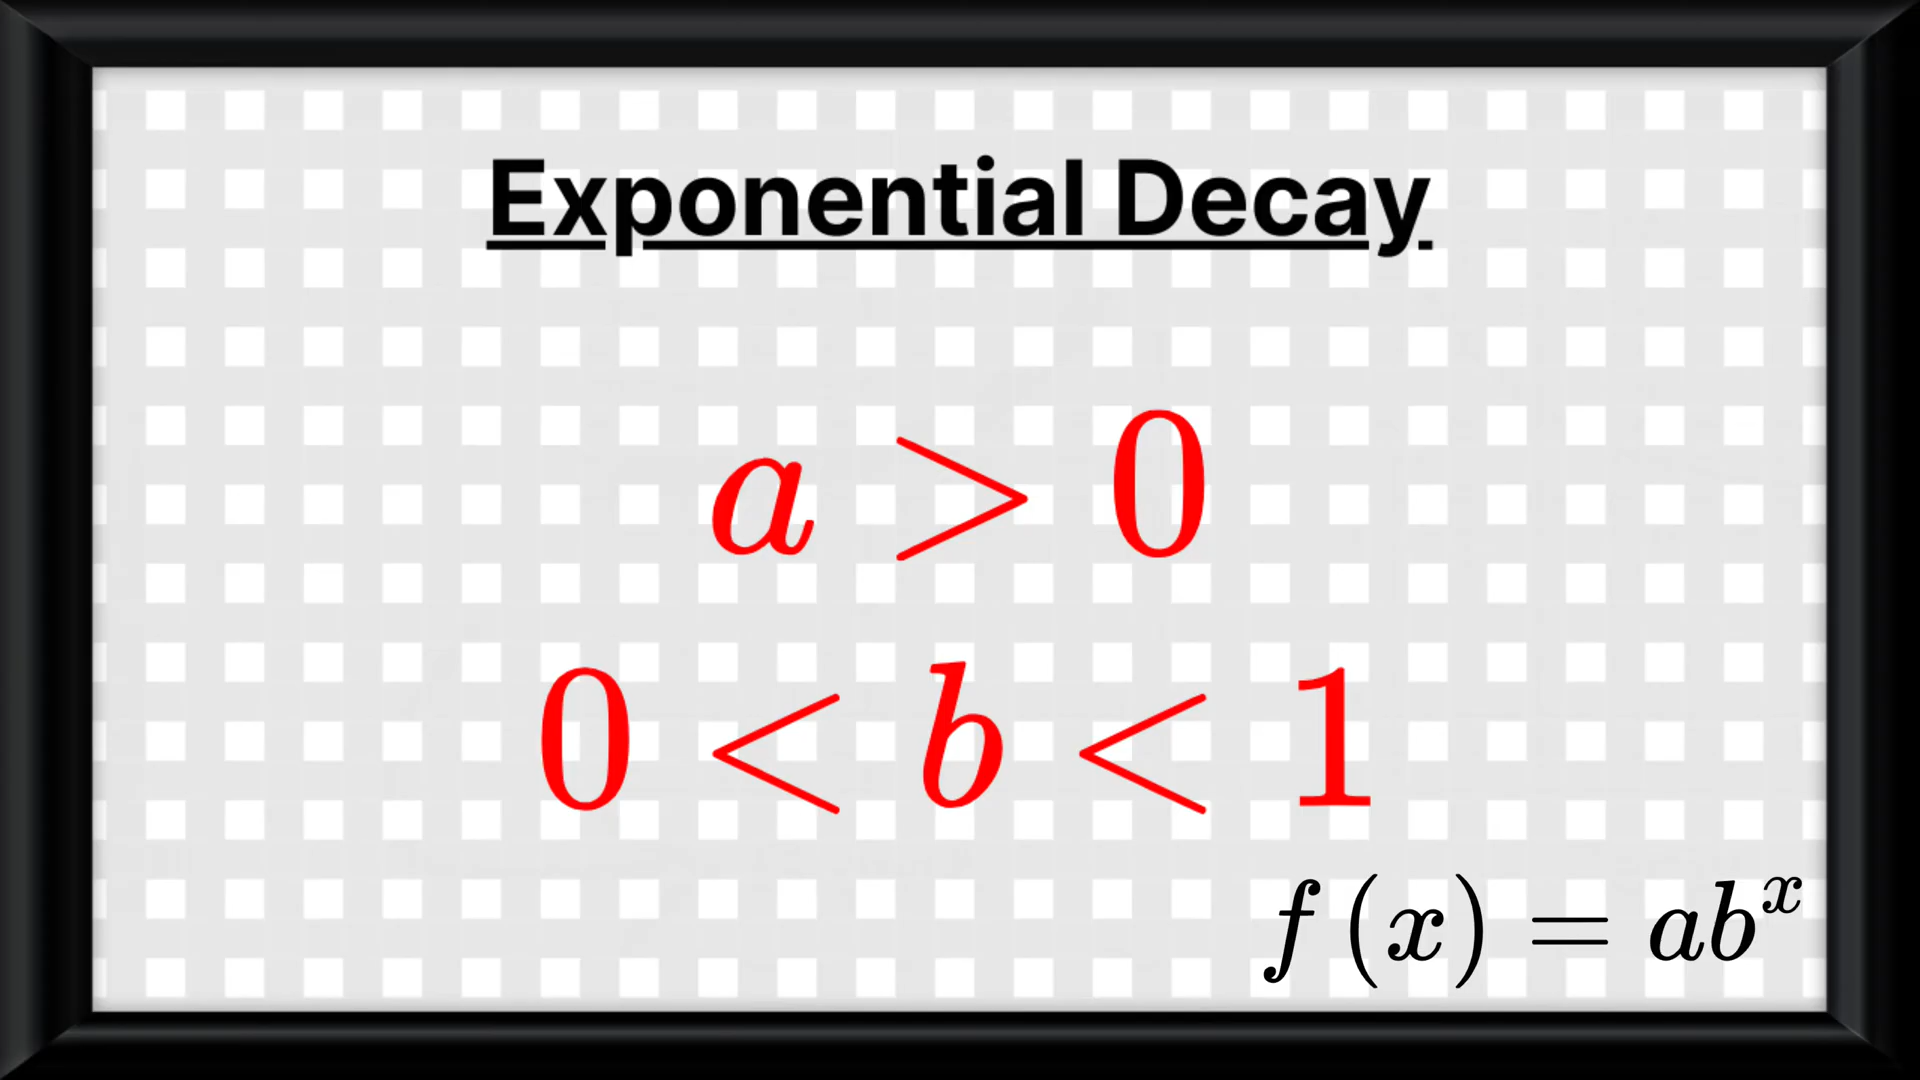 Exponential Decay
a > 0
0 < b < 1
f(x) = ab^x